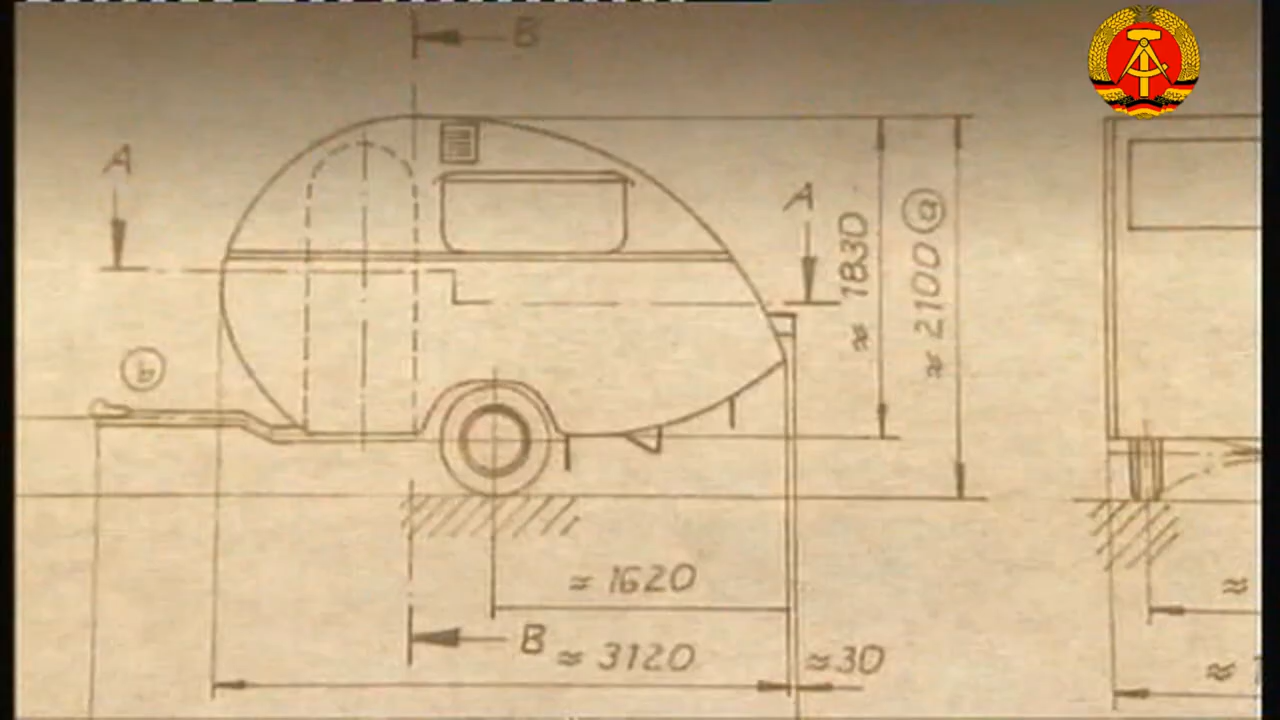 B
A
A
≈ 1830
≈ 2100 a
≈ 1620
B
≈ 3120
≈ 30
≈
≈